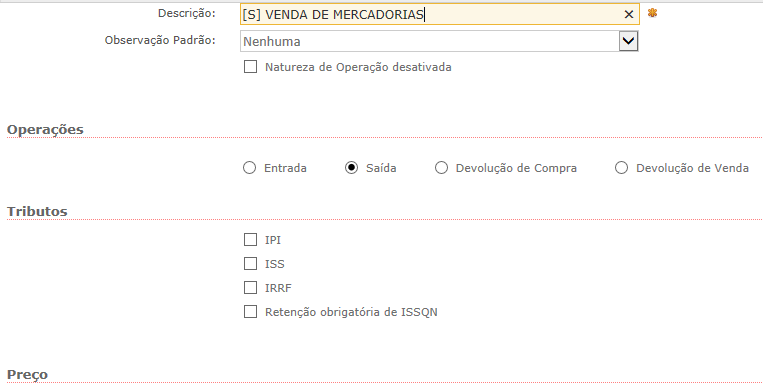 Descrição: [S] VENDA DE MERCADORIAS
Observação Padrão: Nenhuma
Natureza de Operação desativada
Operações
Entrada Saída Devolução de Compra Devolução de Venda
Tributos
IPI
ISS
IRRF
Retenção obrigatória de ISSQN
Preço